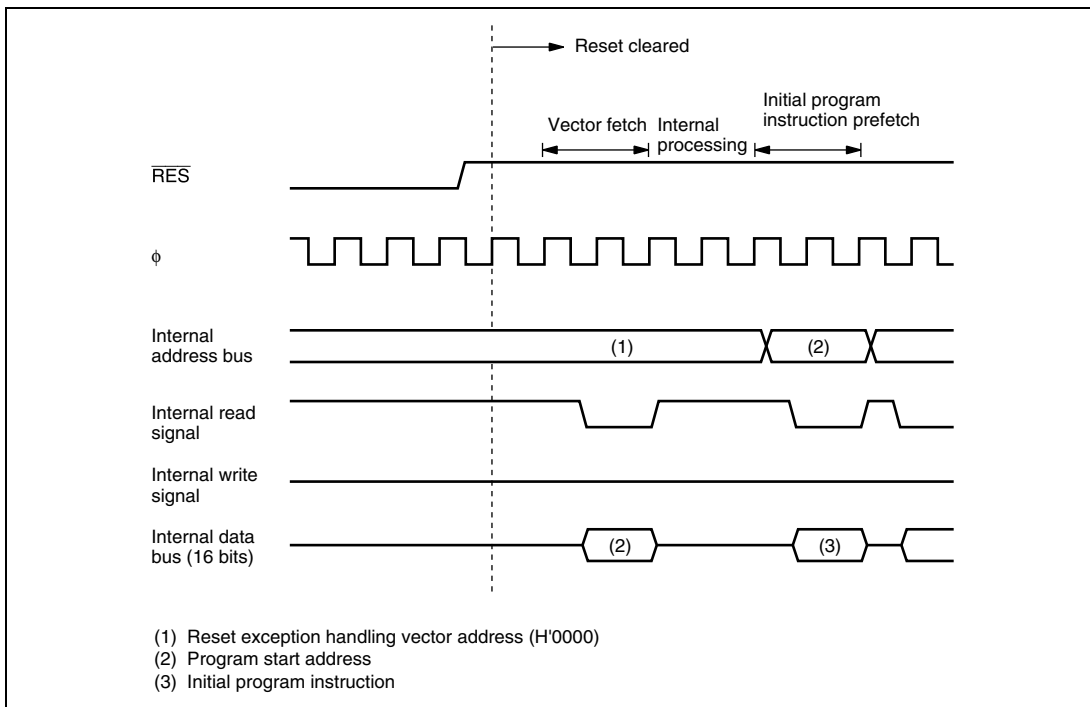 Reset cleared
Vector fetch
Internal
processing
Initial program
instruction prefetch
RES
φ
Internal
address bus
(1)
(2)
Internal read
signal
Internal write
signal
Internal data
bus (16 bits)
(2)
(3)
(1) Reset exception handling vector address (H'0000)
(2) Program start address
(3) Initial program instruction